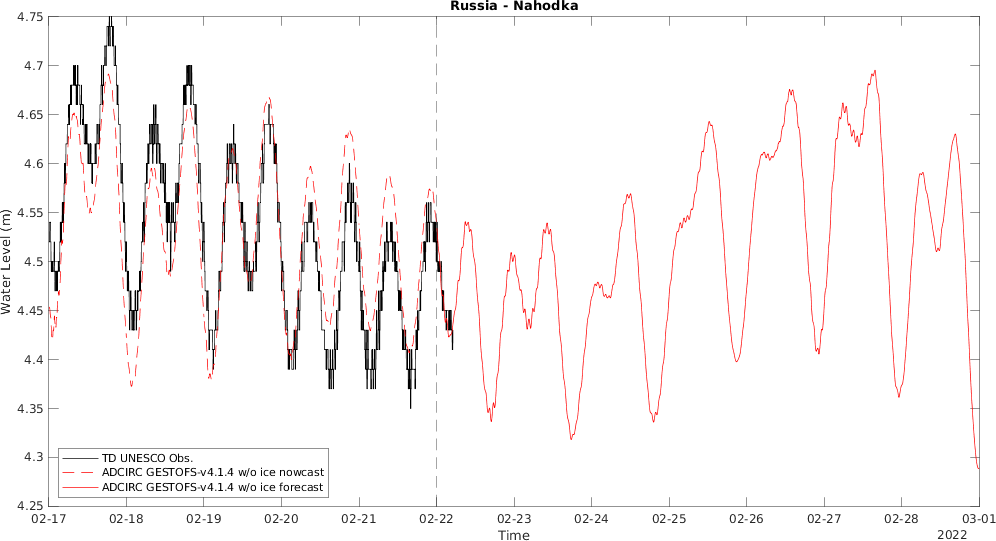 Russia - Nahodka
Water Level (m)
4.75
4.7
4.65
4.6
4.55
4.5
4.45
4.4
4.35
4.3
4.25
TD UNESCO Obs.
ADCIRC GESTOFS-v4.1.4 w/o ice nowcast
ADCIRC GESTOFS-v4.1.4 w/o ice forecast
02-17 02-18 02-19 02-20 02-21 02-22 02-23 02-24 02-25 02-26 02-27 02-28 03-01
Time
2022